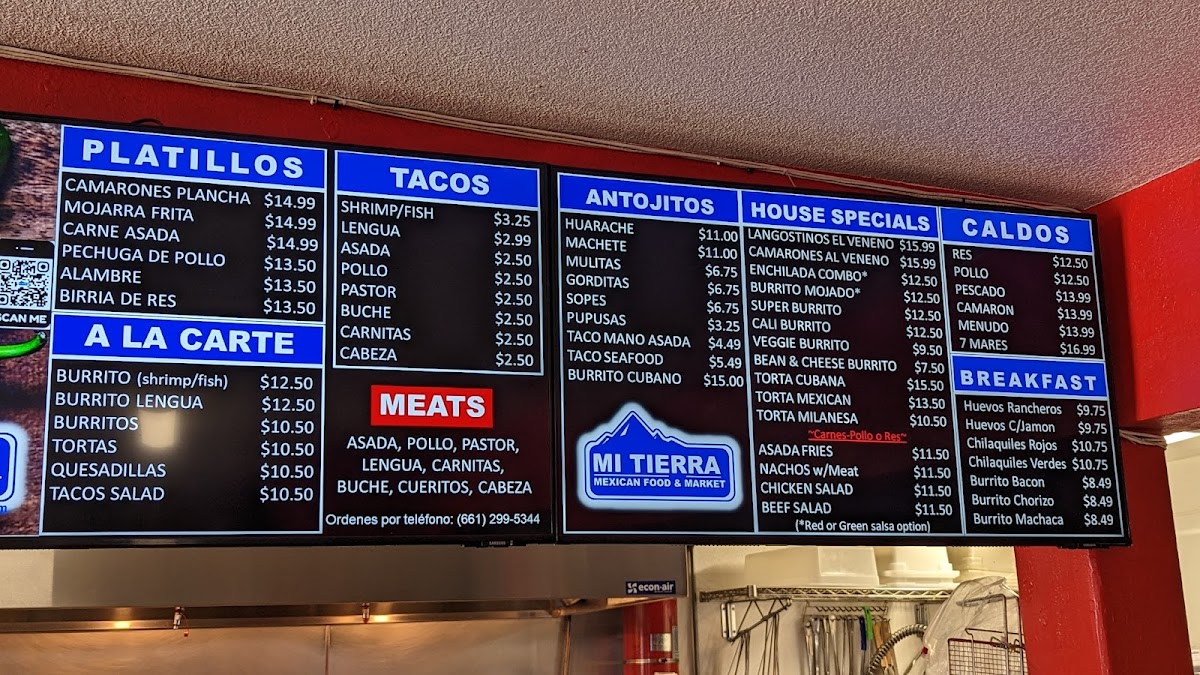 SCAN ME
PLATILLOS
CAMARONES PLANCHA $14.99
MOJARRA FRITA $14.99
CARNE ASADA $14.99
PECHUGA DE POLLO $13.50
ALAMBRE $13.50
BIRRIA DE RES $13.50
A LA CARTE
BURRITO (shrimp/fish) $12.50
BURRITO LENGUA $12.50
BURRITOS $10.50
TORTAS $10.50
QUESADILLAS $10.50
TACOS SALAD $10.50
TACOS
SHRIMP/FISH $3.25
LENGUA $2.99
ASADA $2.50
POLLO $2.50
PASTOR $2.50
BUCHE $2.50
CARNITAS $2.50
CABEZA $2.50
MEATS
ASADA, POLLO, PASTOR,
LENGUA, CARNITAS,
BUCHE, CUERITOS, CABEZA
Ordenes por teléfono: (661) 299-5344
ANTOJITOS
HUARACHE $11.00
MACHETE $11.00
MULITAS $6.75
GORDITAS $6.75
SOPES $6.75
PUPUSAS $3.25
TACO MANO ASADA $4.49
TACO SEAFOOD $5.49
BURRITO CUBANO $15.00
MI TIERRA
MEXICAN FOOD & MARKET
HOUSE SPECIALS
LANGOSTINOS EL VENENO $15.99
CAMARONES AL VENENO $15.99
ENCHILADA COMBO* $12.50
BURRITO MOJADO* $12.50
SUPER BURRITO $12.50
CALI BURRITO $12.50
VEGGIE BURRITO $9.50
BEAN & CHEESE BURRITO $7.50
TORTA CUBANA $15.50
TORTA MEXICAN $13.50
TORTA MILANESA $10.50
~Carnes-Pollo o Res~
ASADA FRIES $11.50
NACHOS w/Meat $11.50
CHICKEN SALAD $11.50
BEEF SALAD $11.50
(*Red or Green salsa option)
CALDOS
RES $12.50
POLLO $12.50
PESCADO $13.99
CAMARON $13.99
MENUDO $13.99
7 MARES $16.99
BREAKFAST
Huevos Rancheros $9.75
Huevos C/Jamon $9.75
Chilaquiles Rojos $10.75
Chilaquiles Verdes $10.75
Burrito Bacon $8.49
Burrito Chorizo $8.49
Burrito Machaca $8.49
econ-air